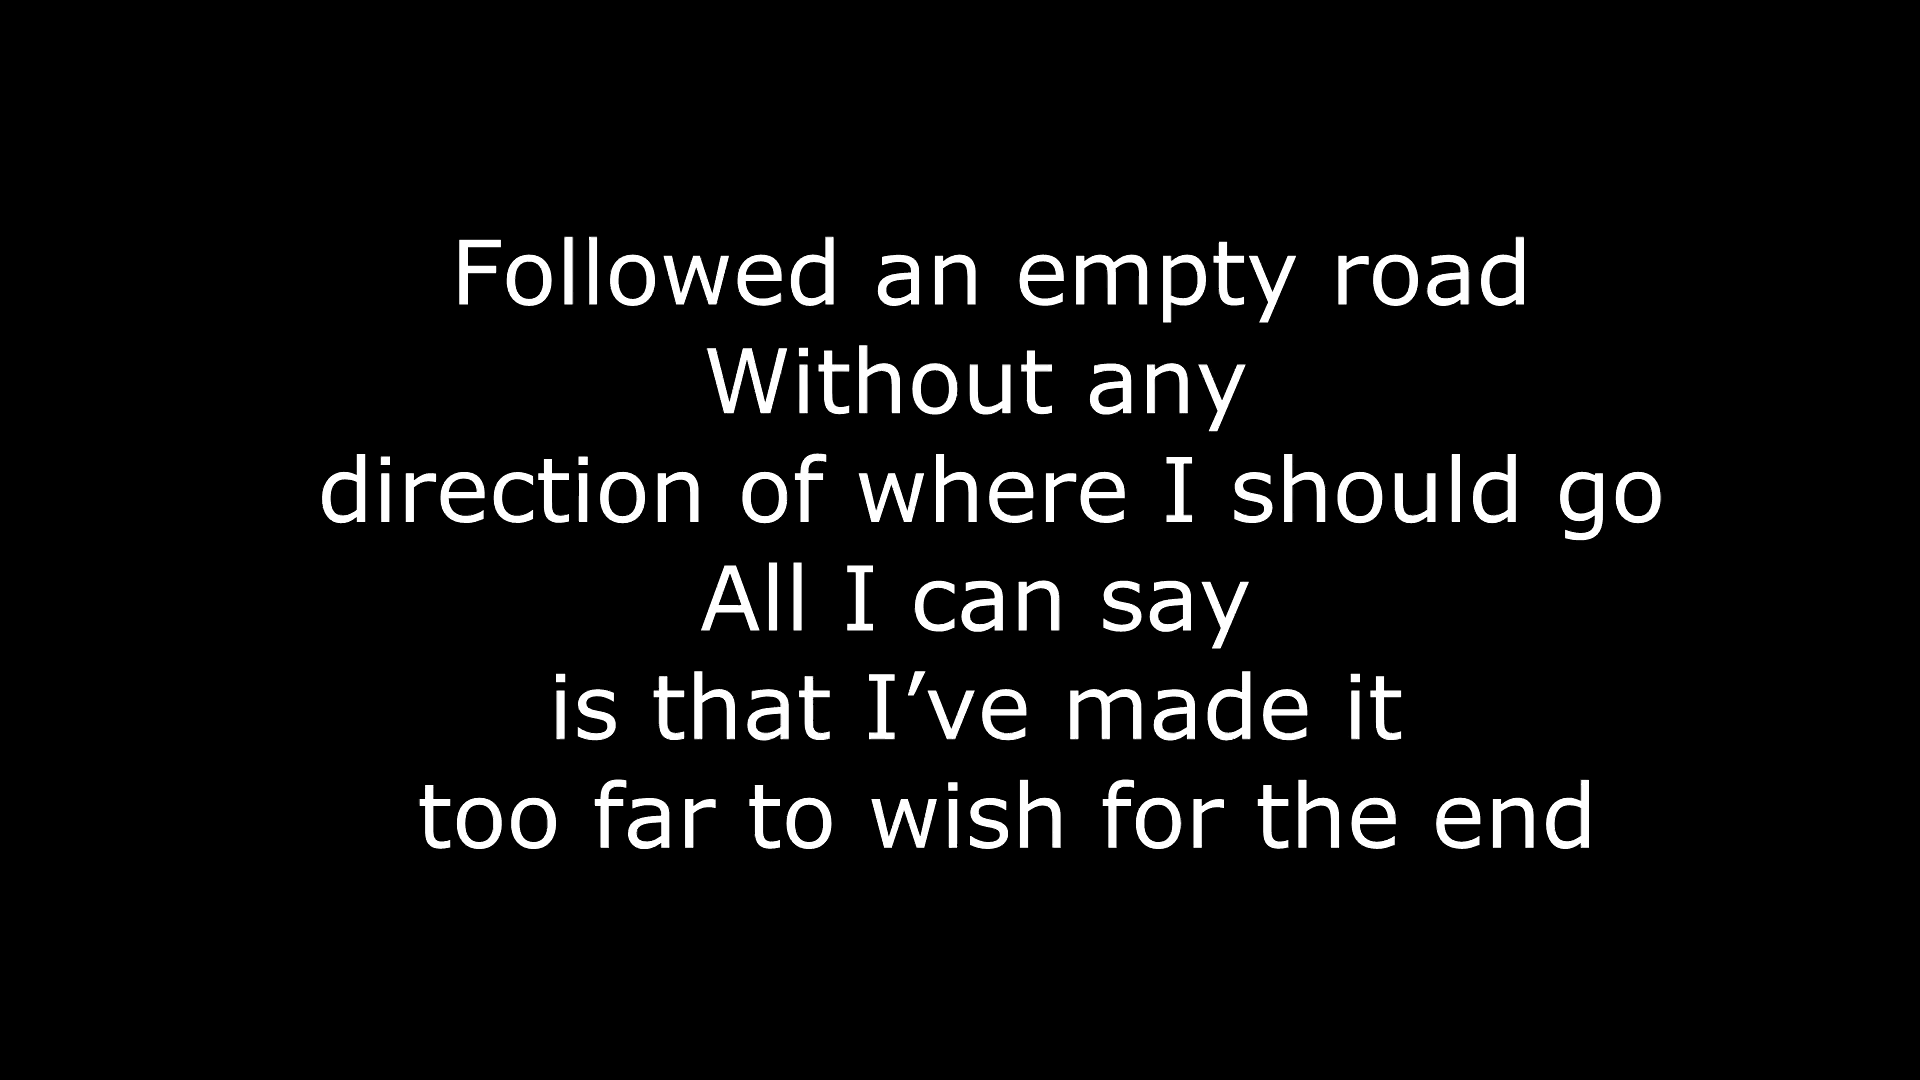 Followed an empty road
Without any
direction of where I should go
All I can say
is that I’ve made it
too far to wish for the end